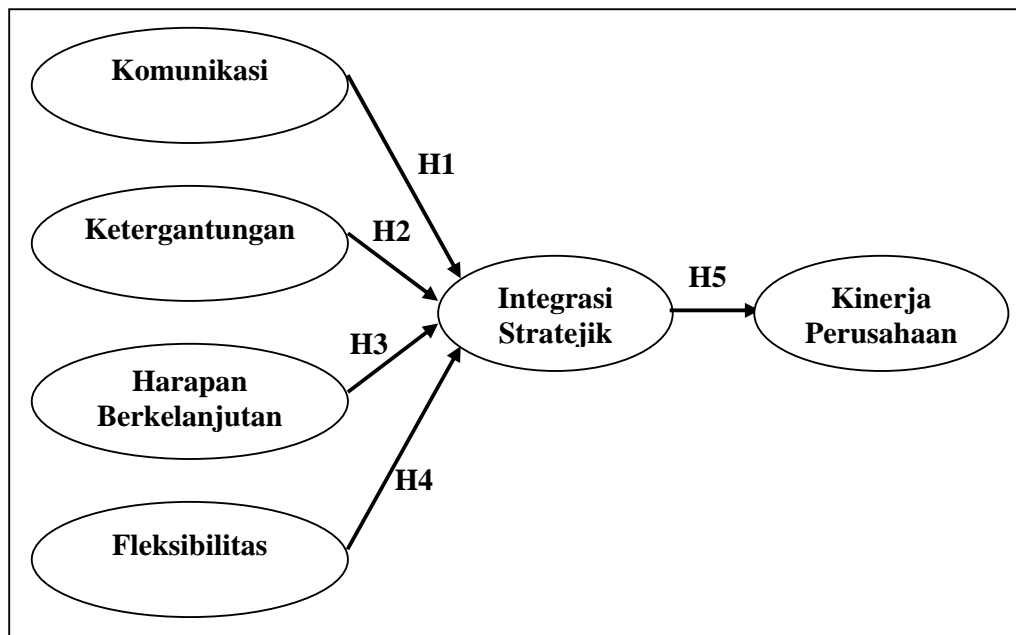 Komunikasi
H1
Ketergantungan
H2
Integrasi
Stratejik
H5
Kinerja
Perusahaan
H3
Harapan
Berkelanjutan
H4
Fleksibilitas